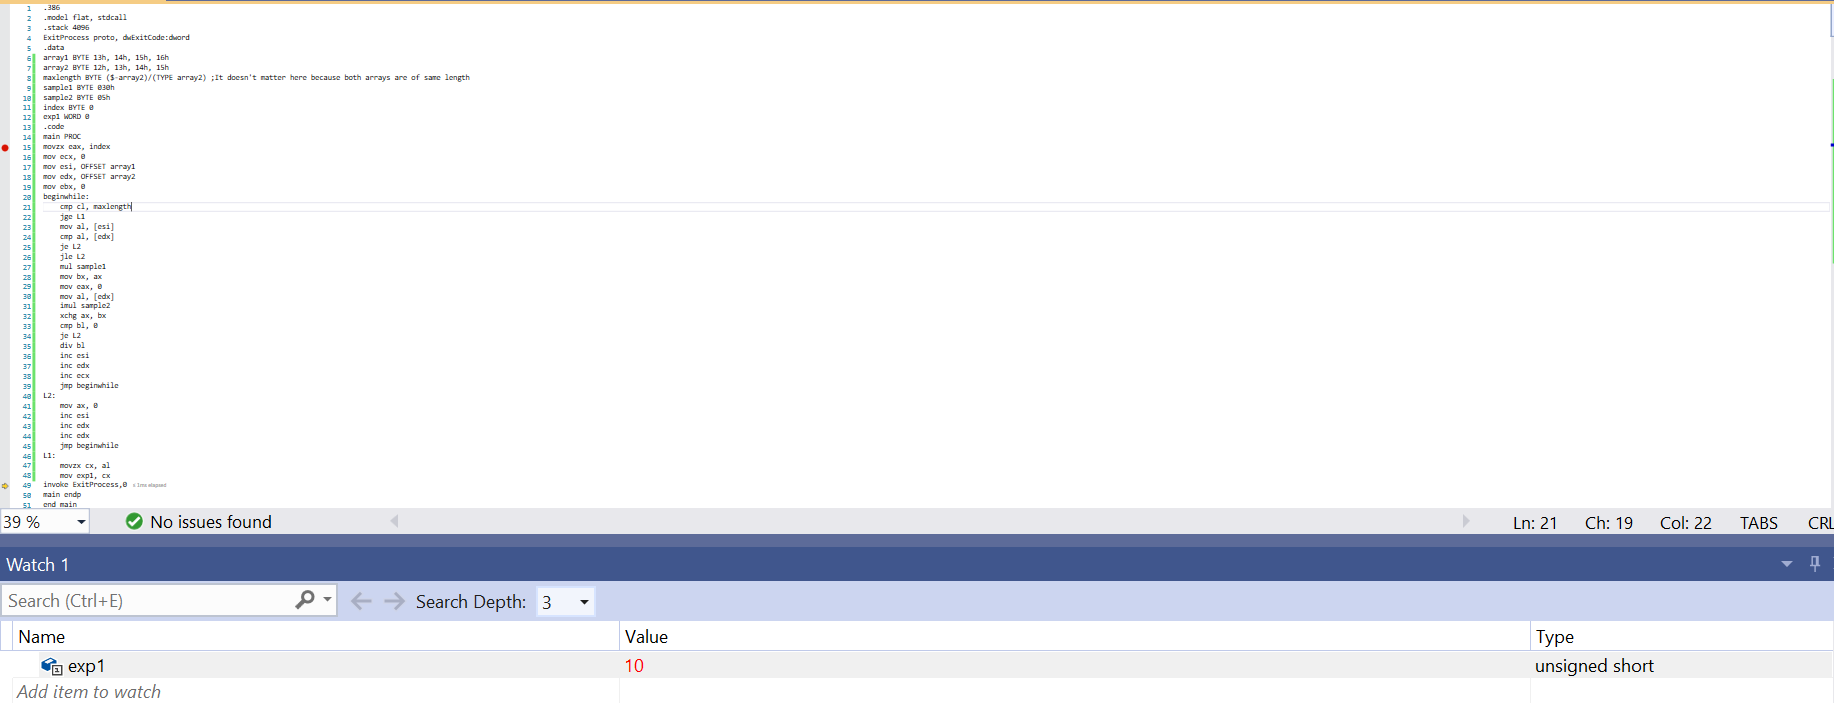 1 .386
2 .model flat, stdcall
3 .stack 4096
4 ExitProcess proto, dwExitCode:dword
5 .data
6 array1 BYTE 13h, 14h, 15h, 16h
7 array2 BYTE 12h, 13h, 14h, 15h
8 maxlength BYTE ($-array2)/(TYPE array2) ;It doesn't matter here because both arrays are of same length
9 sample1 BYTE 030h
10 sample2 BYTE 05h
11 index BYTE 0
12 exp1 WORD 0
13 .code
14 main PROC
15 movzx eax, index
16 mov ecx, 0
17 mov esi, OFFSET array1
18 mov edx, OFFSET array2
19 mov ebx, 0
20 beginwhile:
21 cmp cl, maxlength
22 jge L1
23 mov al, [esi]
24 cmp al, [edx]
25 je L2
26 jle L2
27 mul sample1
28 mov bx, ax
29 mov eax, 0
30 mov al, [edx]
31 imul sample2
32 xchg ax, bx
33 cmp bl, 0
34 je L2
35 div bl
36 inc esi
37 inc edx
38 inc ecx
39 jmp beginwhile
40 L2:
41 mov ax, 0
42 inc esi
43 inc edx
44 inc edx
45 jmp beginwhile
46 L1:
47 movzx cx, al
48 mov exp1, cx
49 invoke ExitProcess,0 ≤ 1ms elapsed
50 main endp
51 end main
39 % No issues found Ln: 21 Ch: 19 Col: 22 TABS CRL
Watch 1
Search (Ctrl+E) Search Depth: 3
Name Value Type
exp1 10 unsigned short
Add item to watch